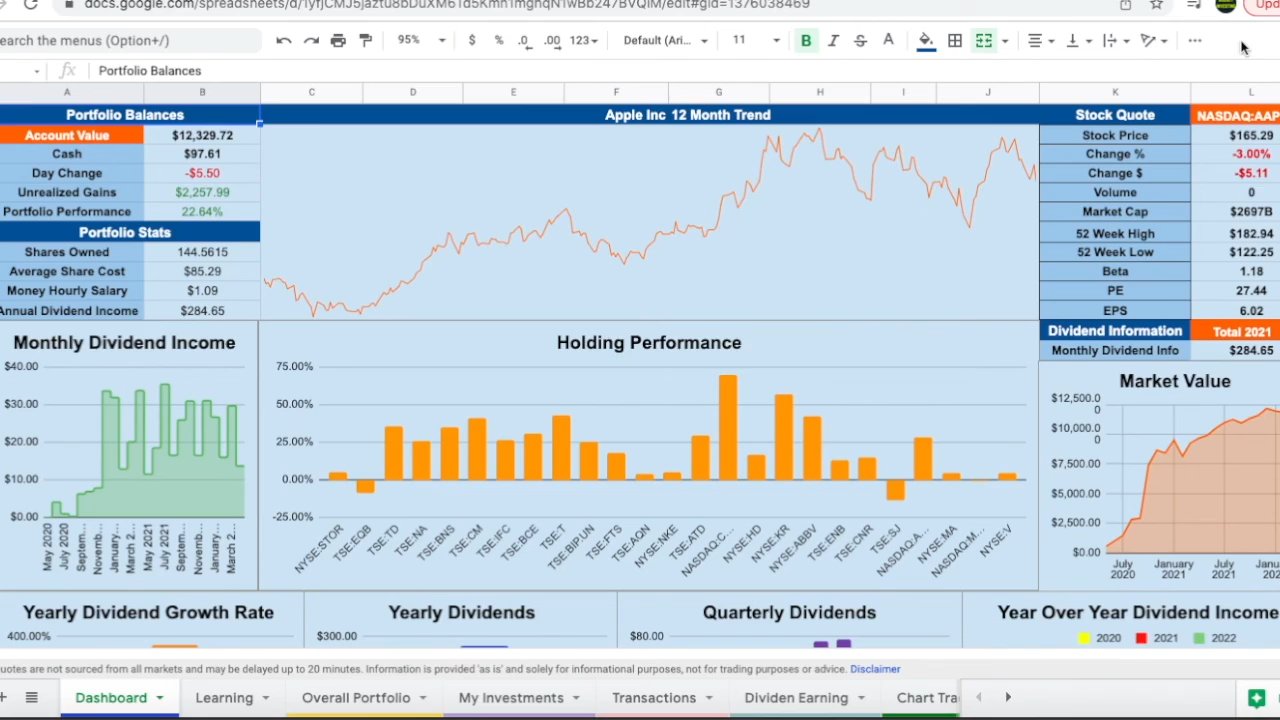 earch the menus (Option+/)
95%
$
%
.0
.00
123
Default (Ari...
11
B
I
S
A
fx
Portfolio Balances
A
B
C
D
E
F
G
H
I
J
K
L
Portfolio Balances
Account Value $12,329.72
Cash $97.61
Day Change -$5.50
Unrealized Gains $2,257.99
Portfolio Performance 22.64%
Portfolio Stats
Shares Owned 144.5615
Average Share Cost $85.29
Money Hourly Salary $1.09
Annual Dividend Income $284.65
Apple Inc 12 Month Trend
Stock Quote NASDAQ:AAP
Stock Price $165.29
Change % -3.00%
Change $ -$5.11
Volume 0
Market Cap $2697B
52 Week High $182.94
52 Week Low $122.25
Beta 1.18
PE 27.44
EPS 6.02
Dividend Information Total 2021
Monthly Dividend Info $284.65
Monthly Dividend Income
$40.00
$30.00
$20.00
$10.00
$0.00
May 2020
July 2020
Septem...
Novemb...
January...
March 2...
May 2021
July 2021
Septem...
Novemb...
January...
March 2...
Holding Performance
75.00%
50.00%
25.00%
0.00%
-25.00%
NYSE:STOR
TSE:EQB
TSE:TD
TSE:NA
TSE:BNS
TSE:CM
TSE:IFC
TSE:BCE
TSE:T
TSE:BIP.UN
TSE:FTS
TSE:AQN
NYSE:NKE
TSE:ATD
NASDAQ:C...
NYSE:HD
NYSE:KR
NYSE:ABBV
TSE:ENB
TSE:CNR
TSE:SJ
NASDAQ:A...
NYSE:MA
NASDAQ:M...
NYSE:V
Market Value
$12,500.0
0
$10,000.0
0
$7,500.00
$5,000.00
$2,500.00
$0.00
July
2020
January
2021
July
2021
Janu
202
Yearly Dividend Growth Rate
400.00%
Yearly Dividends
$300.00
Quarterly Dividends
$80.00
Year Over Year Dividend Income
2020
2021
2022
uotes are not sourced from all markets and may be delayed up to 20 minutes. Information is provided 'as is' and solely for informational purposes, not for trading purposes or advice. Disclaimer
Dashboard
Learning
Overall Portfolio
My Investments
Transactions
Dividen Earning
Chart Tra